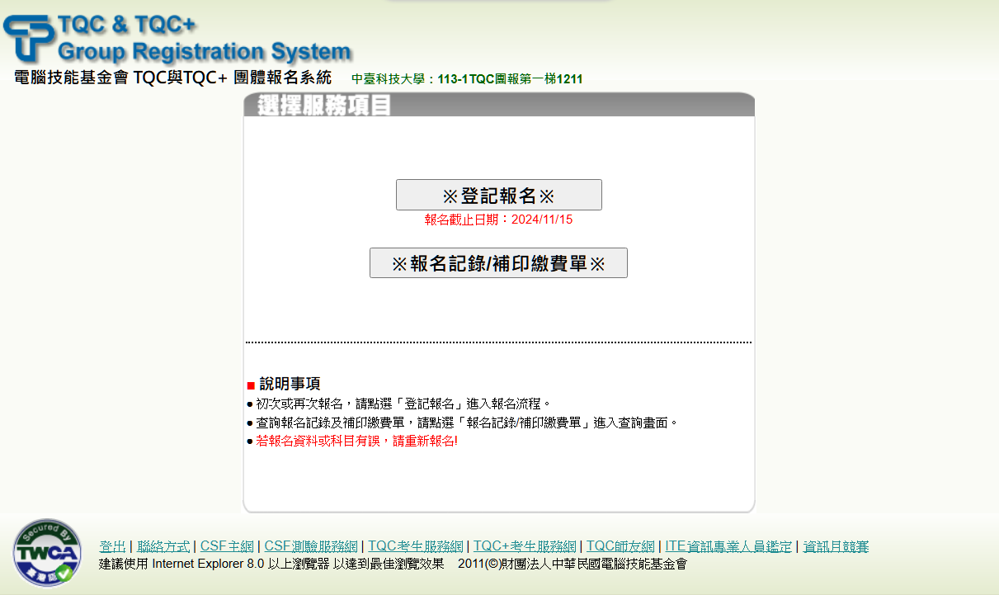 TQC & TQC+
Group Registration System
電腦技能基金會 TQC與TQC+ 團體報名系統 中臺科技大學：113-1TQC團報第一梯1211
選擇服務項目
※登記報名※
報名截止日期：2024/11/15
※報名記錄/補印繳費單※
■ 說明事項
● 初次或再次報名，請點選「登記報名」進入報名流程。
● 查詢報名記錄及補印繳費單，請點選「報名記錄/補印繳費單」進入查詢畫面。
● 若報名資料或科目有誤，請重新報名!
Secured By
TWCA
登出 | 聯絡方式 | CSF主網 | CSF測驗服務網 | TQC考生服務網 | TQC+考生服務網 | TQC師友網 | ITE資訊專業人員鑑定 | 資訊月競賽
建議使用 Internet Explorer 8.0 以上瀏覽器 以達到最佳瀏覽效果 2011(©)財團法人中華民國電腦技能基金會